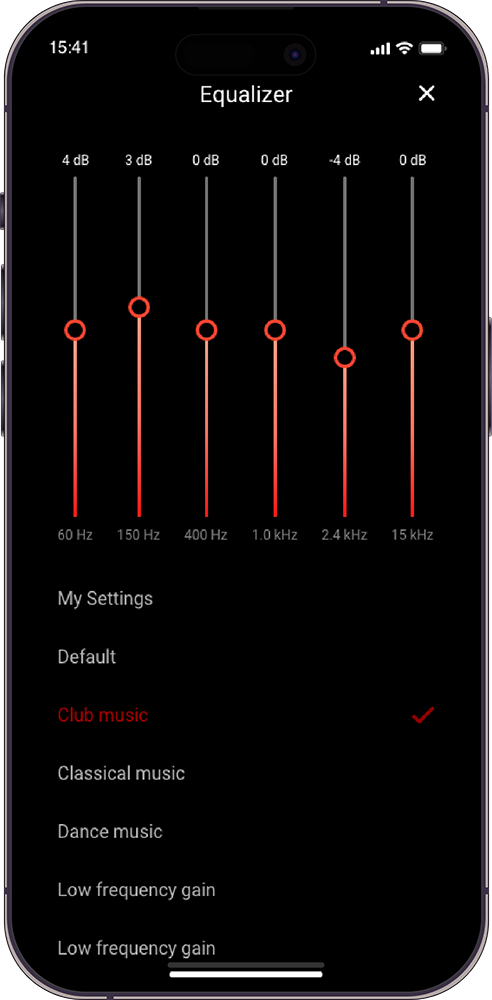 15:41
Equalizer
4 dB 3 dB 0 dB 0 dB -4 dB 0 dB
60 Hz 150 Hz 400 Hz 1.0 kHz 2.4 kHz 15 kHz
My Settings
Default
Club music
Classical music
Dance music
Low frequency gain
Low frequency gain